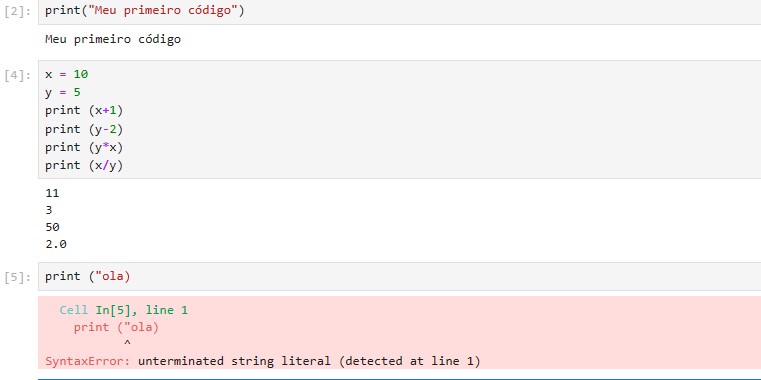 [2]: print("Meu primeiro código")
Meu primeiro código
[4]: x = 10
y = 5
print (x+1)
print (y-2)
print (y*x)
print (x/y)
11
3
50
2.0
[5]: print ("ola)
Cell In[5], line 1
print ("ola)
^
SyntaxError: unterminated string literal (detected at line 1)